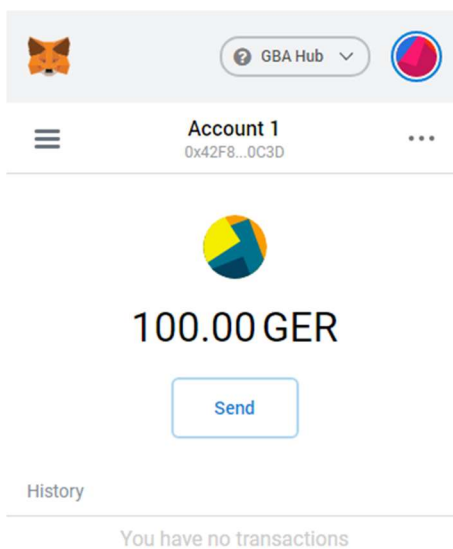 GBA Hub
Account 1
0x42F8...0C3D
100.00 GER
Send
History
You have no transactions